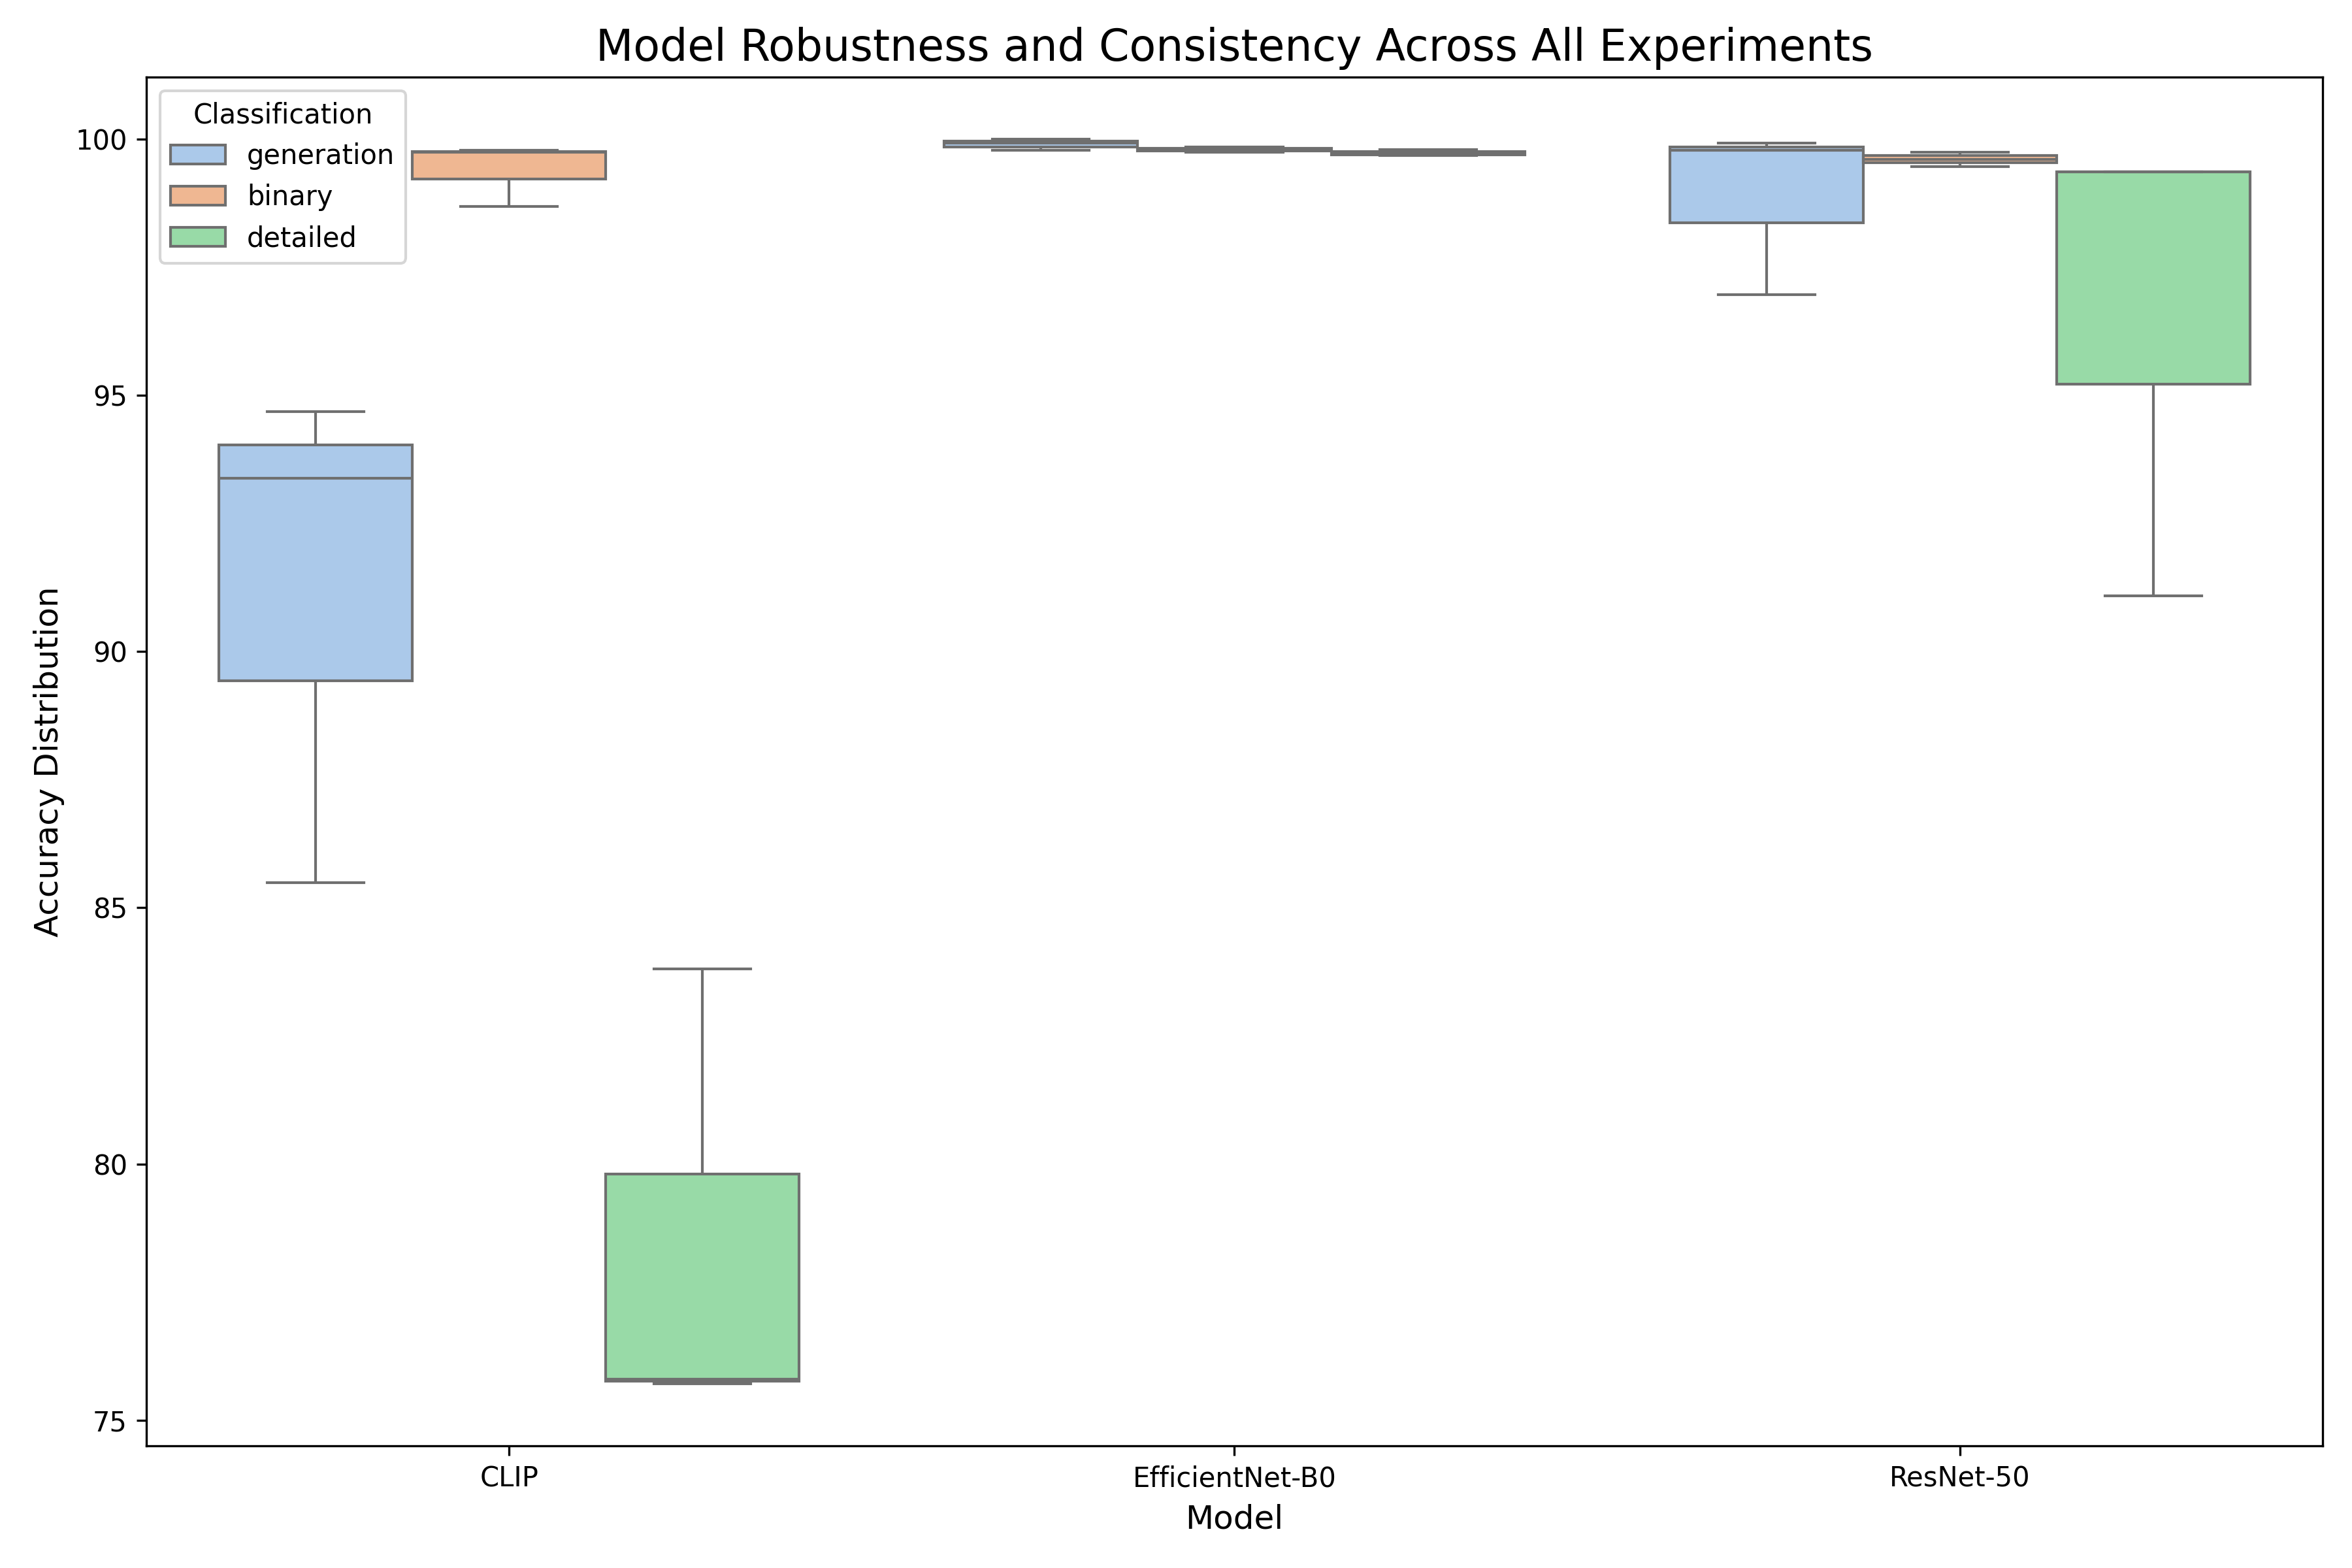 Model Robustness and Consistency Across All Experiments
Classification
generation
binary
detailed
100
95
90
85
80
75
Accuracy Distribution
CLIP
EfficientNet-B0
ResNet-50
Model